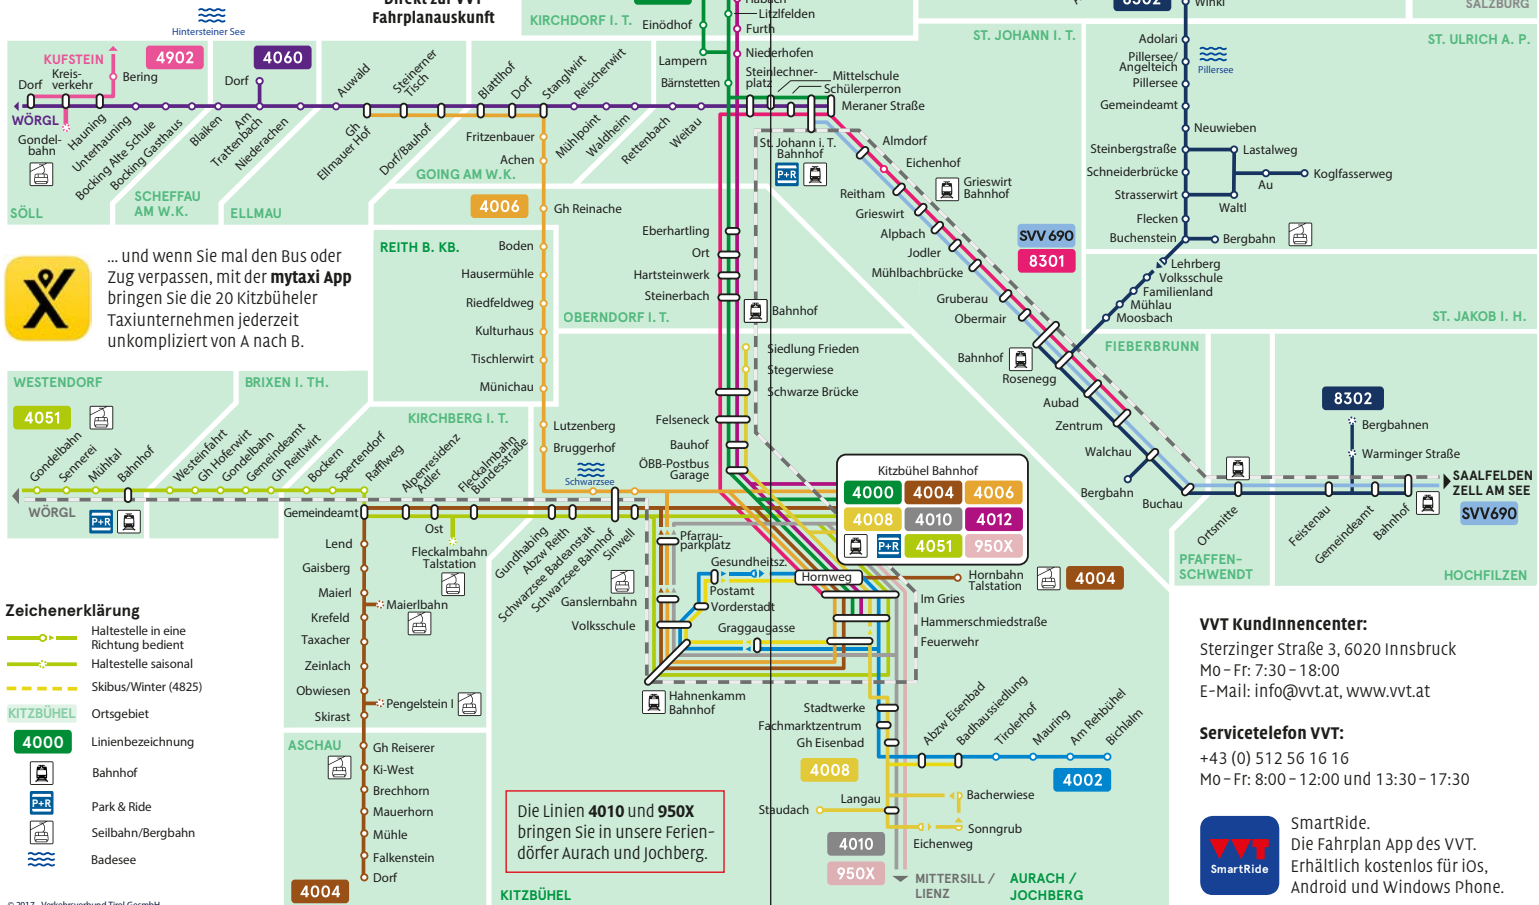 Direkt zur VVT
Fahrplanauskunft
Hintersteiner See
KIRCHDORF I. T.
Einödhof
Litzlfelden
Furth
Niederhofen
Lampern
Bärnstetten
Steinlechner-
platz
Mittelschule
Schülerperron
Meraner Straße
St. Johann i. T.
Bahnhof
P+R
ST. JOHANN I. T.
SALZBURG
ST. ULRICH A. P.
Winkl
Adolari
Pillersee/
Angelteich
Pillersee
Pillersee
Gemeindeamt
Neuwieben
Steinbergstraße
Lastalweg
Schneiderbrücke
Au
Koglfasserweg
Strasserwirt
Waltl
Flecken
Buchenstein
Bergbahn
Lehrberg
Volksschule
Familienland
Mühlau
Moosbach
ST. JAKOB I. H.
KUFSTEIN
4902
4060
Kreis-
verkehr
Dorf
Bering
WÖRGL
Gondel-
bahn
Hauning
Unterhauning
Bocking Alte Schule
Bocking Gasthaus
Blaiken
Dorf
Am
Trattenbach
Niederachen
Auwald
Gh
Ellmauer Hof
Steinerner
Tisch
Dorf/Bauhof
Blattlhof
Dorf
Stanglwirt
Reischerwirt
Mühlpoint
Waldheim
Rettenbach
Weitau
SÖLL
SCHEFFAU
AM W.K.
ELLMAU
GOING AM W.K.
Fritzenbauer
Achen
4006
Gh Reinache
REITH B. KB.
Boden
Hausermühle
Riedfeldweg
Kulturhaus
Tischlerwirt
Münichau
Lutzenberg
Bruggerhof
Schwarzsee
... und wenn Sie mal den Bus oder
Zug verpassen, mit der mytaxi App
bringen Sie die 20 Kitzbüheler
Taxiunternehmen jederzeit
unkompliziert von A nach B.
Eberhartling
Ort
Hartsteinwerk
Steinerbach
Bahnhof
OBERNDORF I. T.
Siedlung Frieden
Stegerwiese
Schwarze Brücke
Felseneck
Bauhof
ÖBB-Postbus
Garage
Almdorf
Eichenhof
Grieswirt
Bahnhof
Reitham
Grieswirt
Alpbach
Jodler
Mühlbachbrücke
SVV 690
8301
Gruberau
Obermair
Bahnhof
Rosenegg
Aubad
Zentrum
Walchau
Bergbahn
Buchau
FIEBERBRUNN
8302
Bergbahnen
Warminger Straße
SAALFELDEN
ZELL AM SEE
SVV690
Ortsmitte
Feistenau
Gemeindeamt
Bahnhof
PFAFFEN-
SCHWENDT
HOCHFILZEN
WESTENDORF
BRIXEN I. TH.
4051
KIRCHBERG I. T.
Gondelbahn
Sennerei
Mühltal
Bahnhof
Westeinfahrt
Gh Hoferwirt
Gondelbahn
Gemeindeamt
Gh Reitlwirt
Bockern
Spertendorf
Rafflweg
Alpenresidenz
Adler
Fleckalmbahn
Bundesstraße
WÖRGL
P+R
Gemeindeamt
Ost
Fleckalmbahn
Talstation
Gundhabing
Abzw Reith
Schwarzsee Badeanstalt
Schwarzsee Bahnhof
Sinwell
Lend
Gaisberg
Maierl
Maierlbahn
Krefeld
Taxacher
Zeinlach
Obwiesen
Pengelstein I
Skirast
ASCHAU
Gh Reiserer
Ki-West
Brechhorn
Mauerhorn
Mühle
Falkenstein
Dorf
4004
Kitzbühel Bahnhof
4000
4004
4006
4008
4010
4012
P+R
4051
950X
Pfarrau-
parkplatz
Gesundheitsz.
Hornweg
Hornbahn
Talstation
4004
Postamt
Vorderstadt
Ganslernbahn
Volksschule
Graggaugasse
Im Gries
Hammerschmiedstraße
Feuerwehr
Hahnenkamm
Bahnhof
Stadtwerke
Fachmarktzentrum
Gh Eisenbad
4008
Abzw Eisenbad
Badhaussiedlung
Tirolerhof
Mauring
Am Rehbühel
Bichlalm
4002
Langau
Staudach
Bacherwiese
Sonngrub
Eichenweg
4010
950X
MITTERSILL /
LIENZ
AURACH /
JOCHBERG
Die Linien 4010 und 950X
bringen Sie in unsere Ferien-
dörfer Aurach und Jochberg.
KITZBÜHEL
Zeichenerklärung
Haltestelle in eine
Richtung bedient
Haltestelle saisonal
Skibus/Winter (4825)
KITZBÜHEL
Ortsgebiet
4000
Linienbezeichnung
Bahnhof
P+R
Park & Ride
Seilbahn/Bergbahn
Badesee
© 2017 - Verkehrsverbund Tirol GesmbH
VVT KundInnencenter:
Sterzinger Straße 3, 6020 Innsbruck
Mo – Fr: 7:30 – 18:00
E-Mail: info@vvt.at, www.vvt.at
Servicetelefon VVT:
+43 (0) 512 56 16 16
Mo – Fr: 8:00 – 12:00 und 13:30 – 17:30
VVT
SmartRide
SmartRide.
Die Fahrplan App des VVT.
Erhältlich kostenlos für iOs,
Android und Windows Phone.